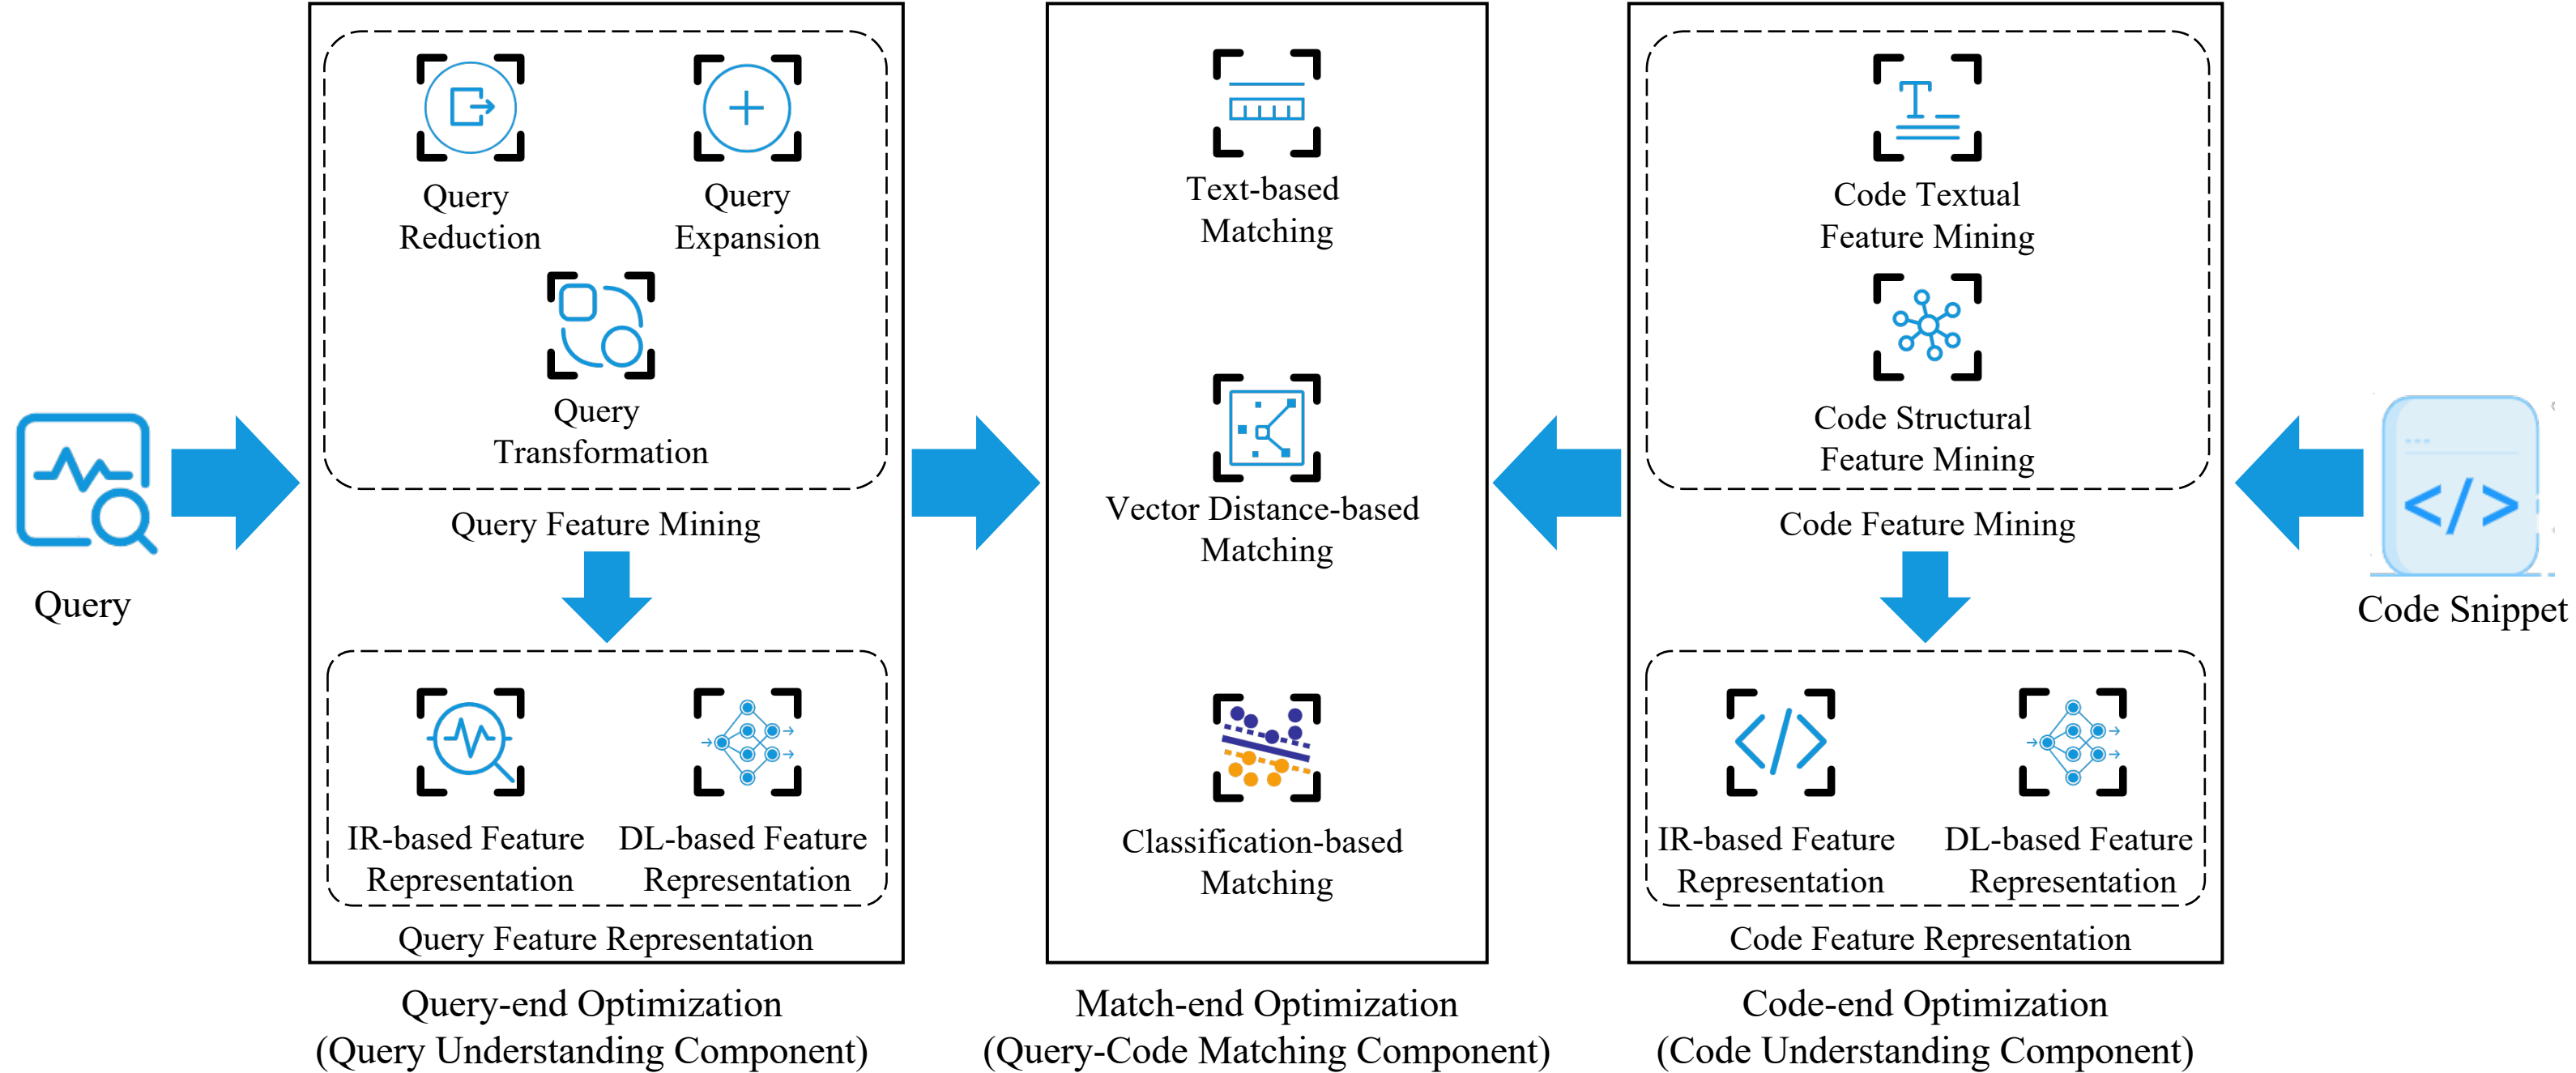 Query
Query
Reduction
Query
Expansion
Query
Transformation
Query Feature Mining
IR-based Feature
Representation
DL-based Feature
Representation
Query Feature Representation
Query-end Optimization
(Query Understanding Component)
Text-based
Matching
Vector Distance-based
Matching
Classification-based
Matching
Match-end Optimization
(Query-Code Matching Component)
T
Code Textual
Feature Mining
Code Structural
Feature Mining
Code Feature Mining
</>
IR-based Feature
Representation
DL-based Feature
Representation
Code Feature Representation
Code-end Optimization
(Code Understanding Component)
</>
Code Snippet